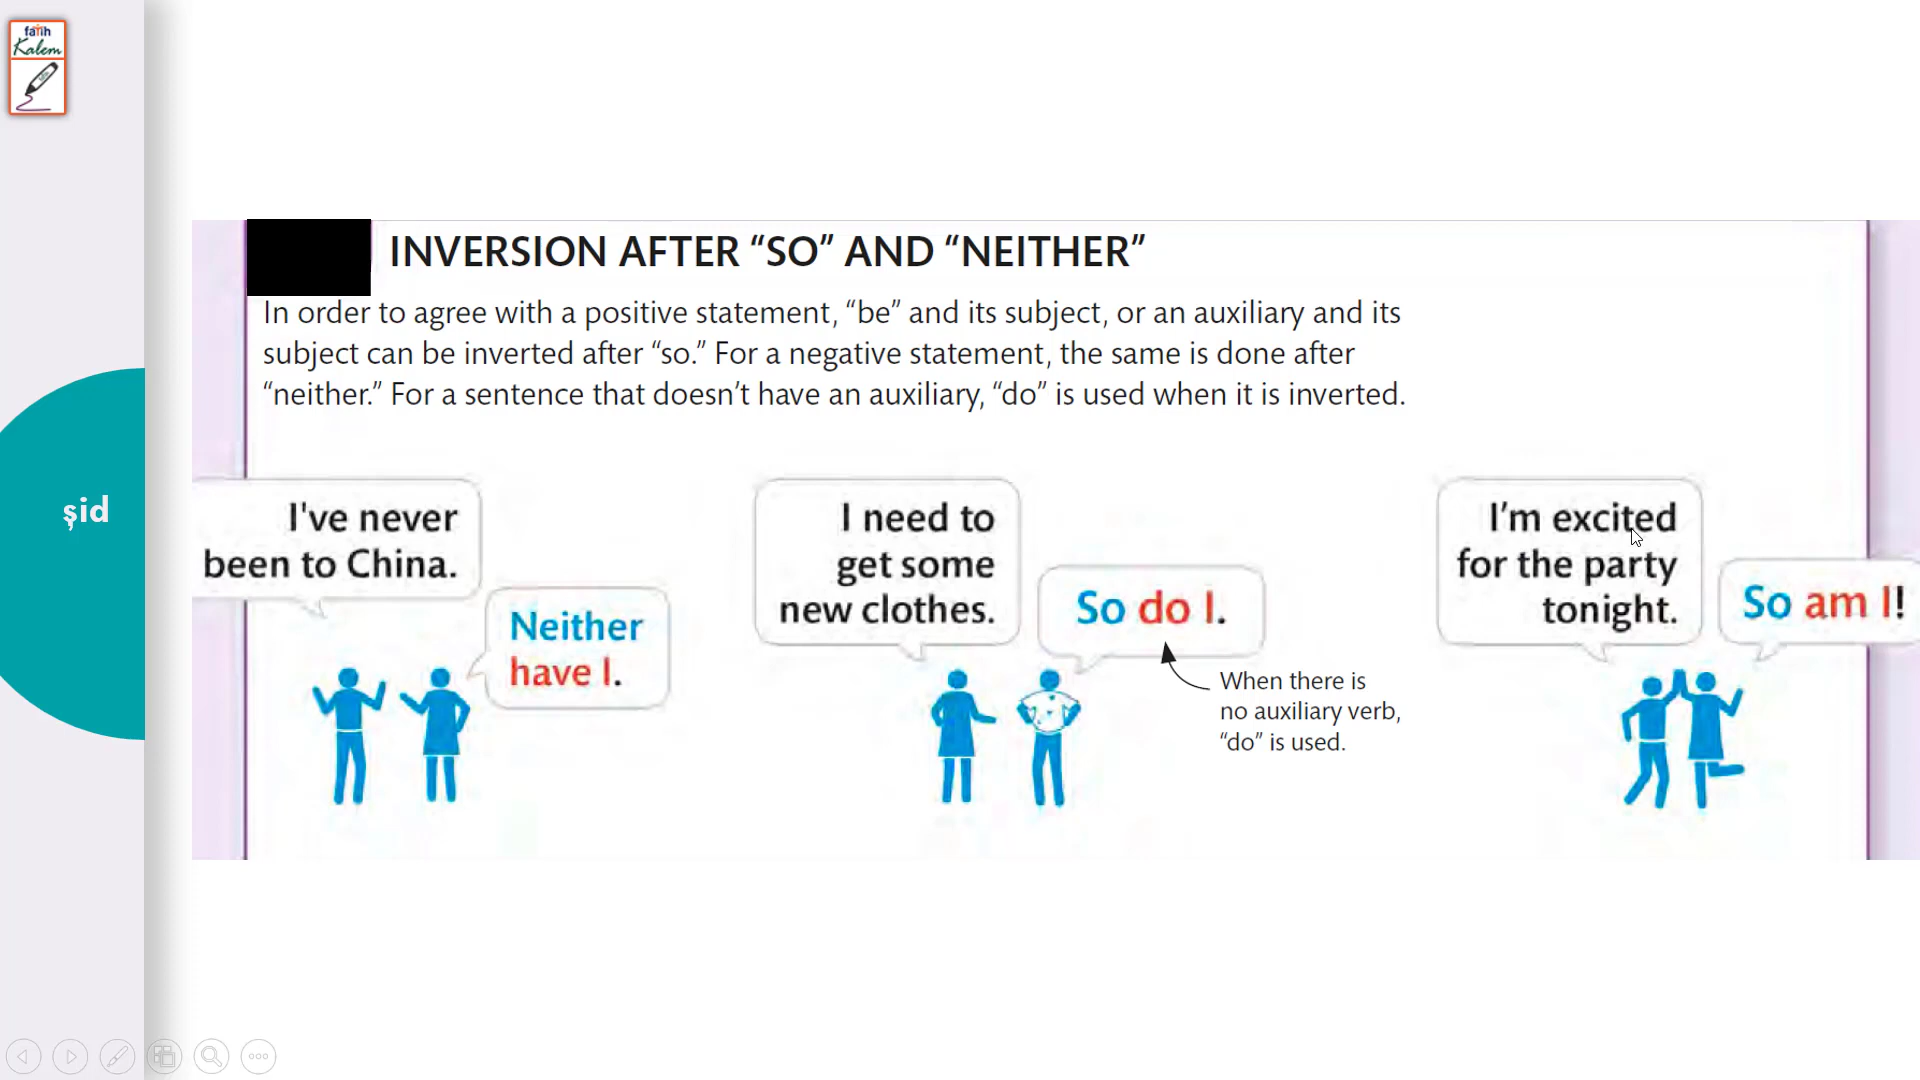 fatih
Kalem
INVERSION AFTER “SO” AND “NEITHER”
In order to agree with a positive statement, “be” and its subject, or an auxiliary and its
subject can be inverted after “so.” For a negative statement, the same is done after
“neither.” For a sentence that doesn’t have an auxiliary, “do” is used when it is inverted.
şid
I've never
been to China.
Neither
have I.
I need to
get some
new clothes.
So do I.
When there is
no auxiliary verb,
“do” is used.
I’m excited
for the party
tonight.
So am I!